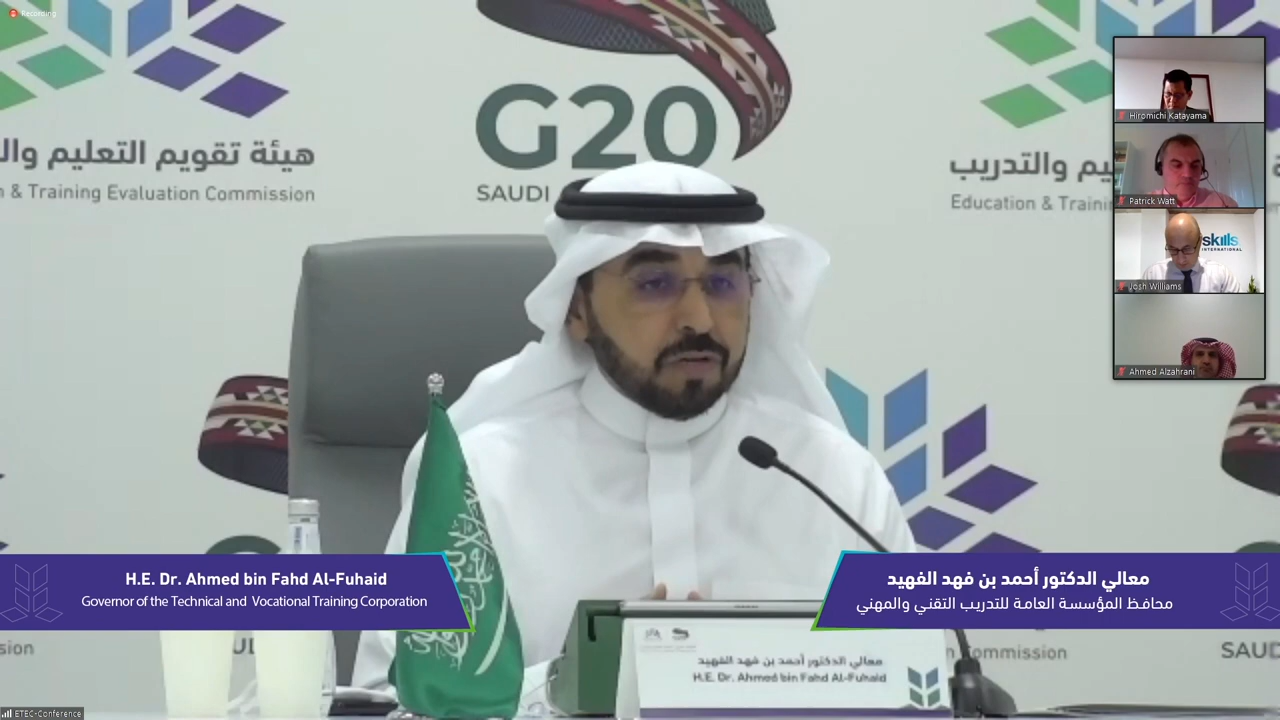 Recording
G20
SAUDI
هيئة تقويم التعليم وال
n & Training Evaluation Commission
يم والتدريب
Education & Traini
Hiromichi Katayama
Patrick Watt
skills
INTERNATIONAL
Josh Williams
Ahmed Alzahrani
H.E. Dr. Ahmed bin Fahd Al-Fuhaid
Governor of the Technical and Vocational Training Corporation
معالي الدكتور أحمد بن فهد الفهيد
محافظ المؤسسة العامة للتدريب التقني والمهني
معالي الدكتور أحمد بن فهد الفهيد
H.E. Dr. Ahmed bin Fahd Al-Fuhaid
ssion
ommission
SAUD
ETEC-Conference